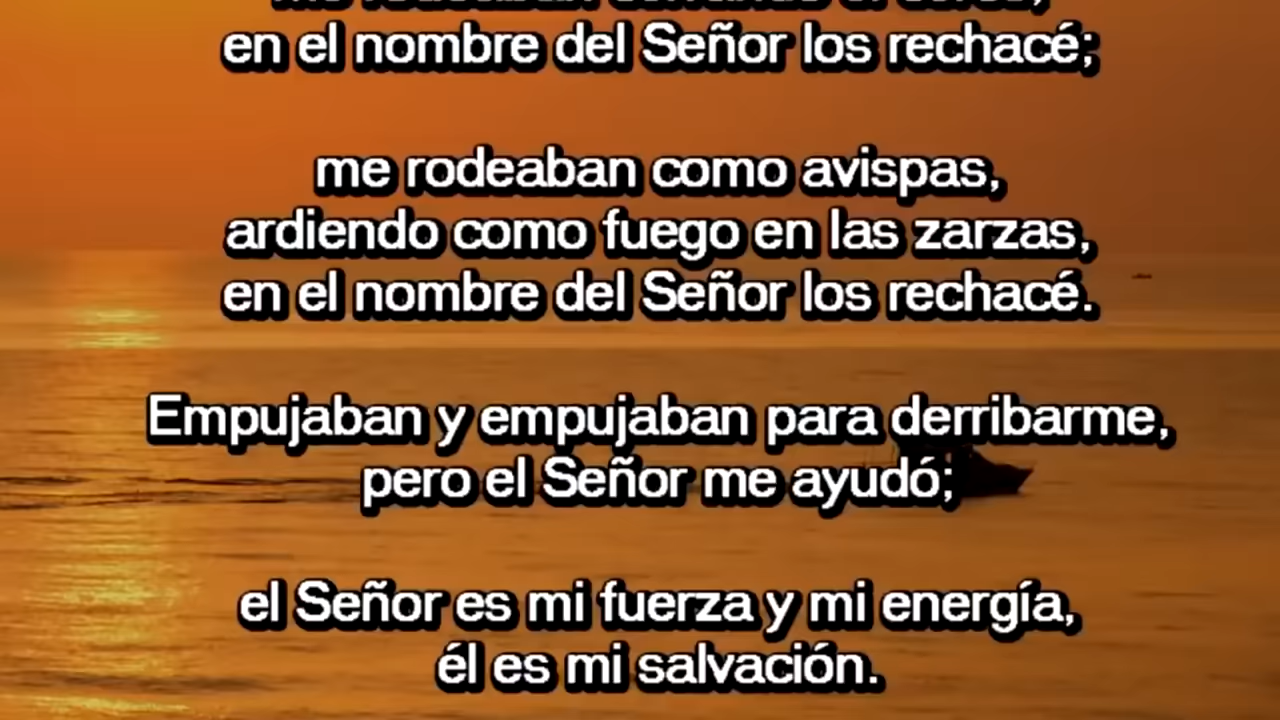 en el nombre del Señor los rechacé;
me rodeaban como avispas,
ardiendo como fuego en las zarzas,
en el nombre del Señor los rechacé.
Empujaban y empujaban para derribarme,
pero el Señor me ayudó;
el Señor es mi fuerza y mi energía,
él es mi salvación.